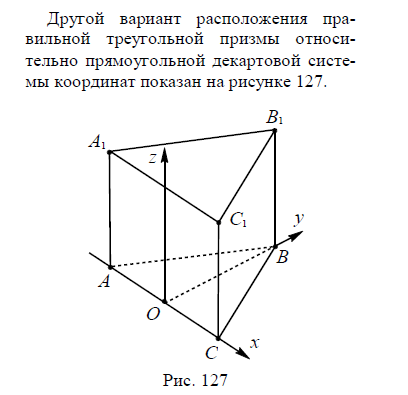 Другой вариант расположения пра-
вильной треугольной призмы относи-
тельно прямоугольной декартовой систе-
мы координат показан на рисунке 127.
B1
A1
z
C1
y
B
A
O
C
x
Рис. 127